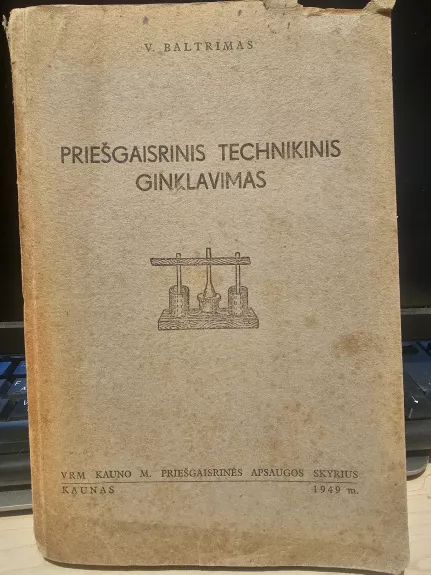 V. BALTRIMAS
PRIEŠGAISRINIS TECHNIKINIS
GINKLAVIMAS
VRM KAUNO M. PRIEŠGAISRINĖS APSAUGOS SKYRIUS
KAUNAS 1949 m.